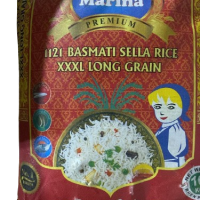 Marina
PREMIUM
1121 BASMATI SELLA RICE
XXXL LONG GRAIN